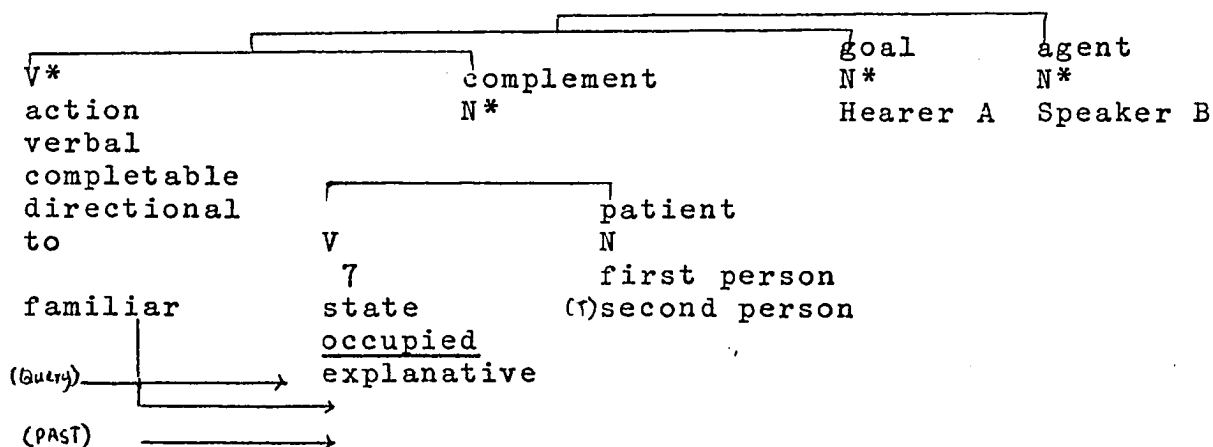 goal agent
V* complement N* N*
action N* Hearer A Speaker B
verbal
completable
directional patient
to V N
7 first person
familiar state (T)second person
occupied
(Query) explanative
(PAST)